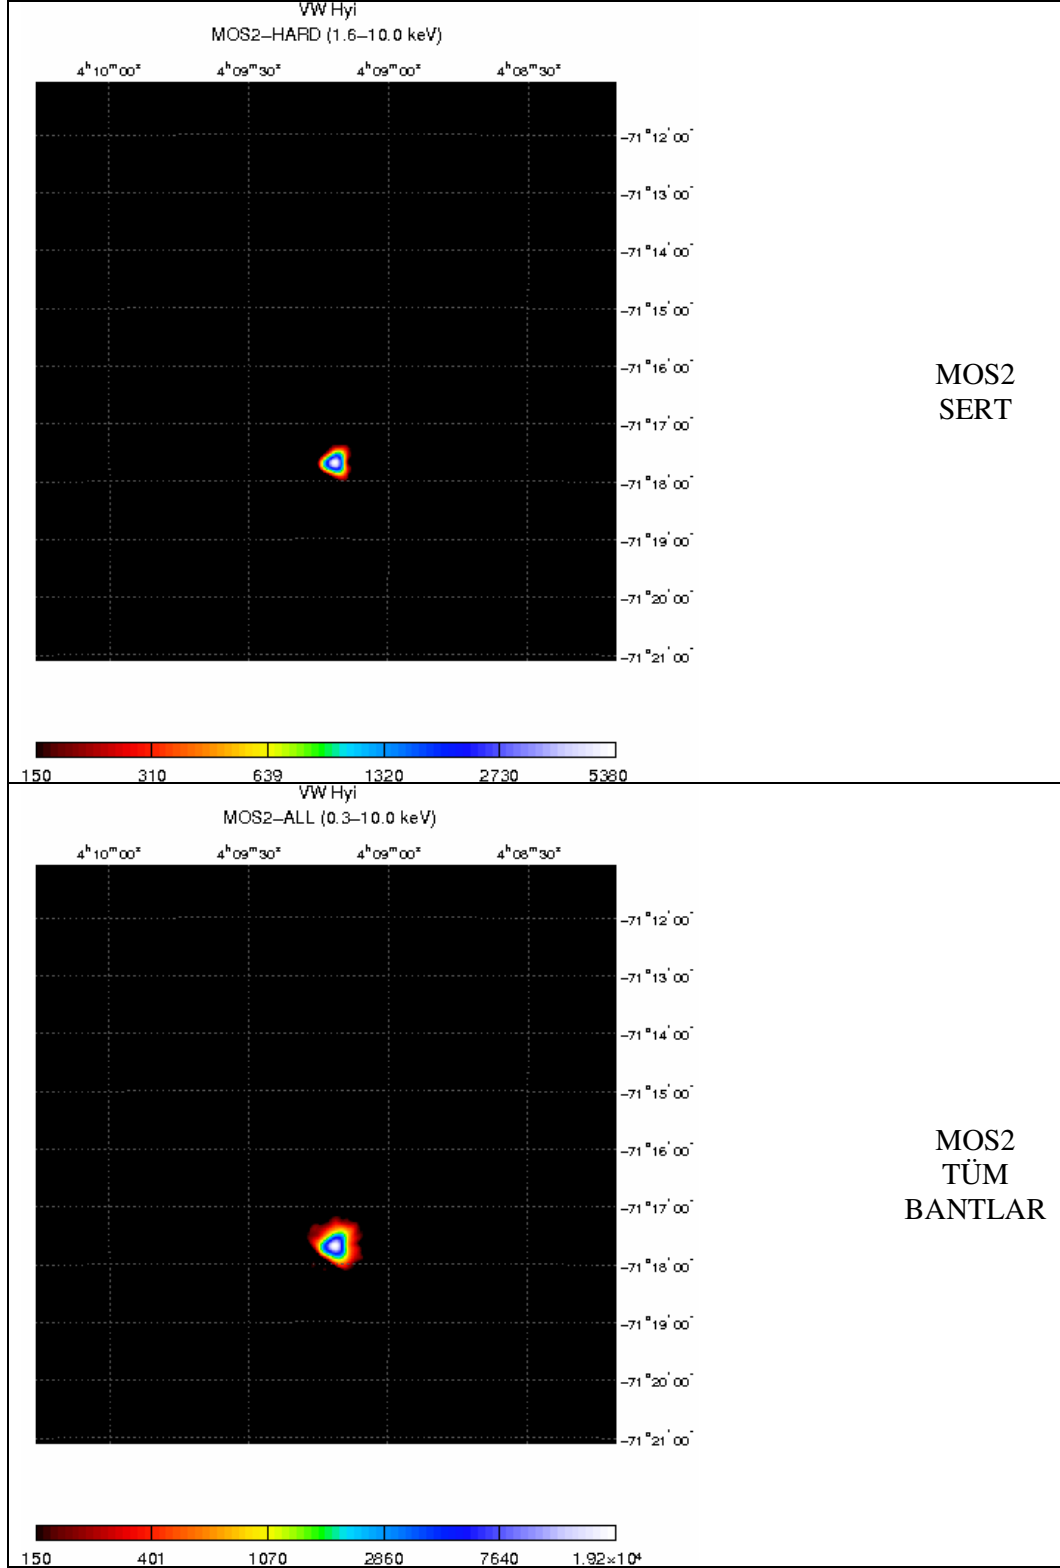 VW Hyi
MOS2–HARD (1.6–10.0 keV)
4ʰ10ᵐ00ˢ 4ʰ09ᵐ30ˢ 4ʰ09ᵐ00ˢ 4ʰ08ᵐ30ˢ
–71°12'00"
–71°13'00"
–71°14'00"
–71°15'00"
–71°16'00"
–71°17'00"
–71°18'00"
–71°19'00"
–71°20'00"
–71°21'00"
150 310 639 1320 2730 5380
MOS2
SERT
VW Hyi
MOS2–ALL (0.3–10.0 keV)
4ʰ10ᵐ00ˢ 4ʰ09ᵐ30ˢ 4ʰ09ᵐ00ˢ 4ʰ08ᵐ30ˢ
–71°12'00"
–71°13'00"
–71°14'00"
–71°15'00"
–71°16'00"
–71°17'00"
–71°18'00"
–71°19'00"
–71°20'00"
–71°21'00"
150 401 1070 2860 7640 1.92×10⁴
MOS2
TÜM
BANTLAR